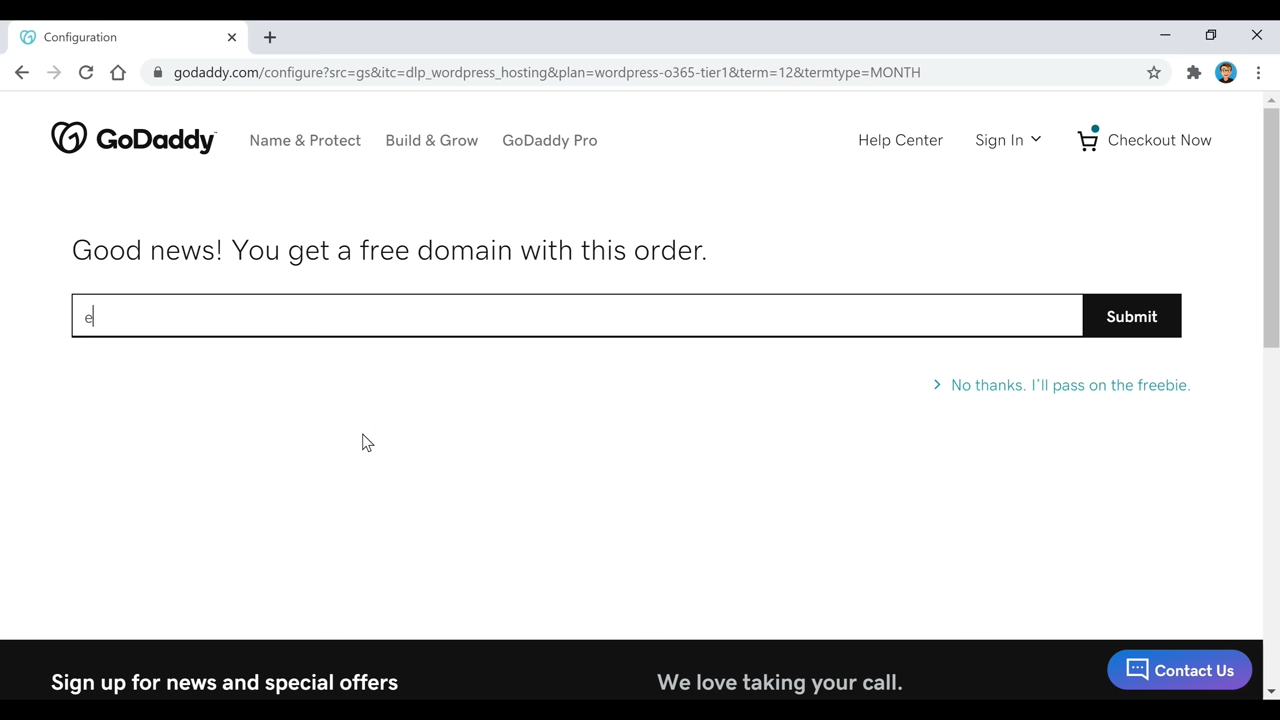 Configuration
godaddy.com/configure?src=gs&itc=dlp_wordpress_hosting&plan=wordpress-o365-tier1&term=12&termtype=MONTH
GoDaddy Name & Protect Build & Grow GoDaddy Pro Help Center Sign In Checkout Now
Good news! You get a free domain with this order.
e Submit
No thanks. I'll pass on the freebie.
Sign up for news and special offers We love taking your call.
Contact Us